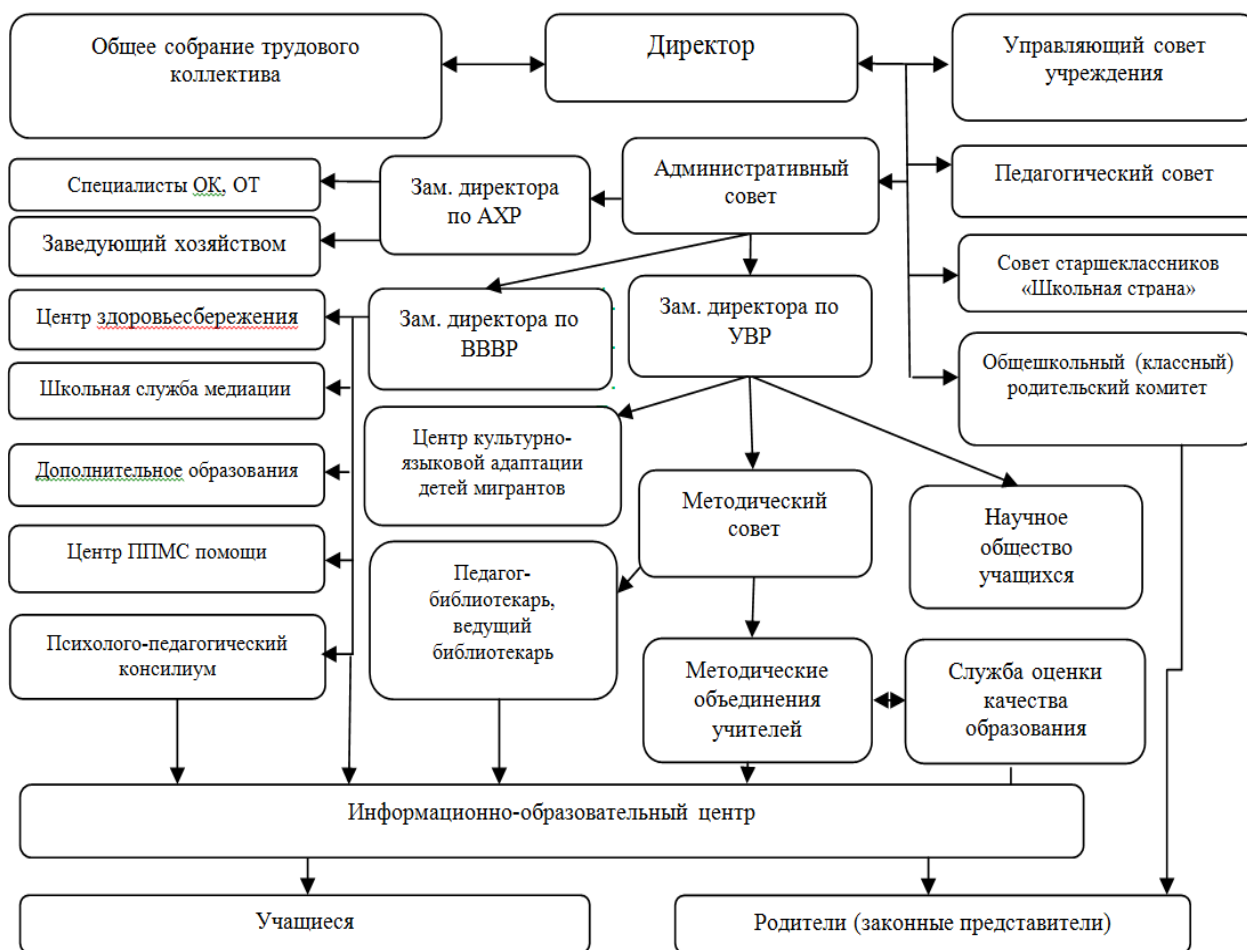 Общее собрание трудового
коллектива
Директор
Управляющий совет
учреждения
Специалисты ОК, ОТ
Зам. директора
по АХР
Административный
совет
Педагогический совет
Заведующий хозяйством
Совет старшеклассников
«Школьная страна»
Центр здоровьесбережения
Зам. директора по
ВВВР
Зам. директора по
УВР
Общешкольный (классный)
родительский комитет
Школьная служба медиации
Дополнительное образования
Центр культурно-
языковой адаптации
детей мигрантов
Методический
совет
Научное
общество
учащихся
Центр ППМС помощи
Педагог-
библиотекарь,
ведущий
библиотекарь
Психолого-педагогический
консилиум
Методические
объединения
учителей
Служба оценки
качества
образования
Информационно-образовательный центр
Учащиеся
Родители (законные представители)